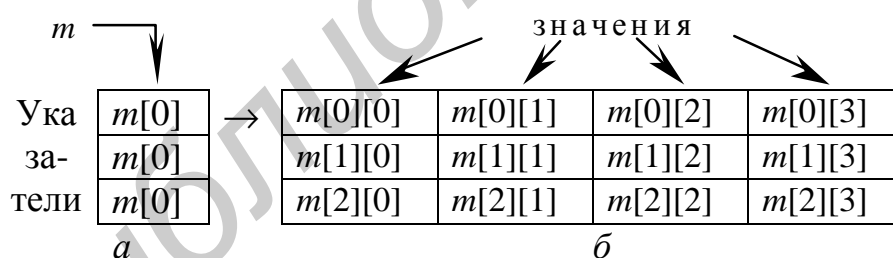 m значения
Ука m[0] → m[0][0] m[0][1] m[0][2] m[0][3]
за- m[0] m[1][0] m[1][1] m[1][2] m[1][3]
тели m[0] m[2][0] m[2][1] m[2][2] m[2][3]
а б